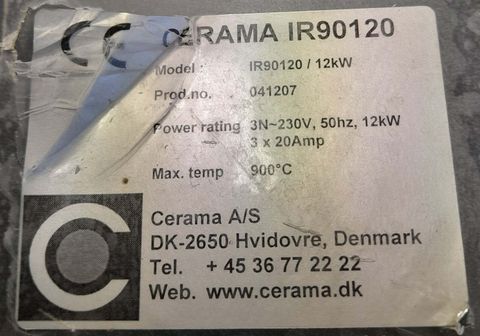 CE CERAMA IR90120
Model : IR90120 / 12kW
Prod.no. 041207
Power rating 3N~230V, 50hz, 12kW
3 x 20Amp
Max. temp 900°C
Cerama A/S
DK-2650 Hvidovre, Denmark
Tel. + 45 36 77 22 22
Web. www.cerama.dk